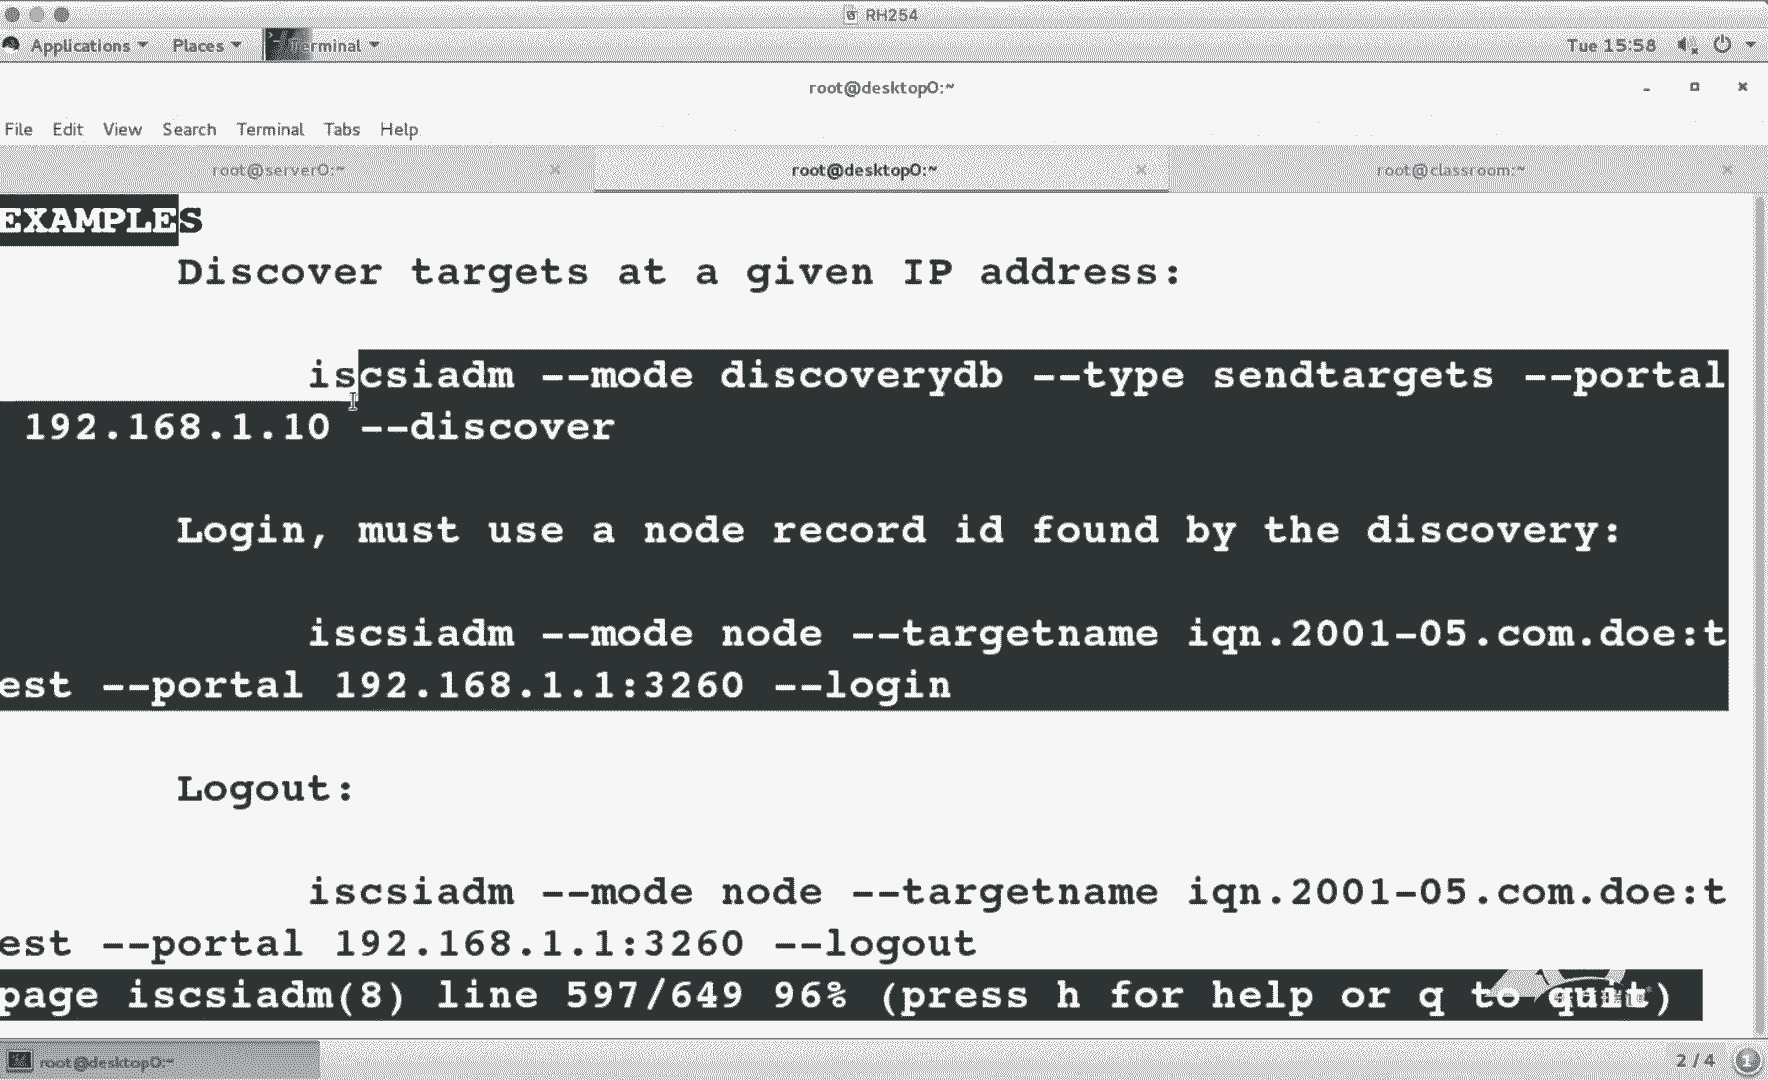 RH254
Applications Places Terminal Tue 15:58
root@desktop0:~
File Edit View Search Terminal Tabs Help
root@server0:~ root@desktop0:~ root@classroom:~
EXAMPLES
Discover targets at a given IP address:
iscsiadm --mode discoverydb --type sendtargets --portal
192.168.1.10 --discover
Login, must use a node record id found by the discovery:
iscsiadm --mode node --targetname iqn.2001-05.com.doe:t
est --portal 192.168.1.1:3260 --login
Logout:
iscsiadm --mode node --targetname iqn.2001-05.com.doe:t
est --portal 192.168.1.1:3260 --logout
page iscsiadm(8) line 597/649 96% (press h for help or q to quit)
root@desktop0:~ 2 / 4 1